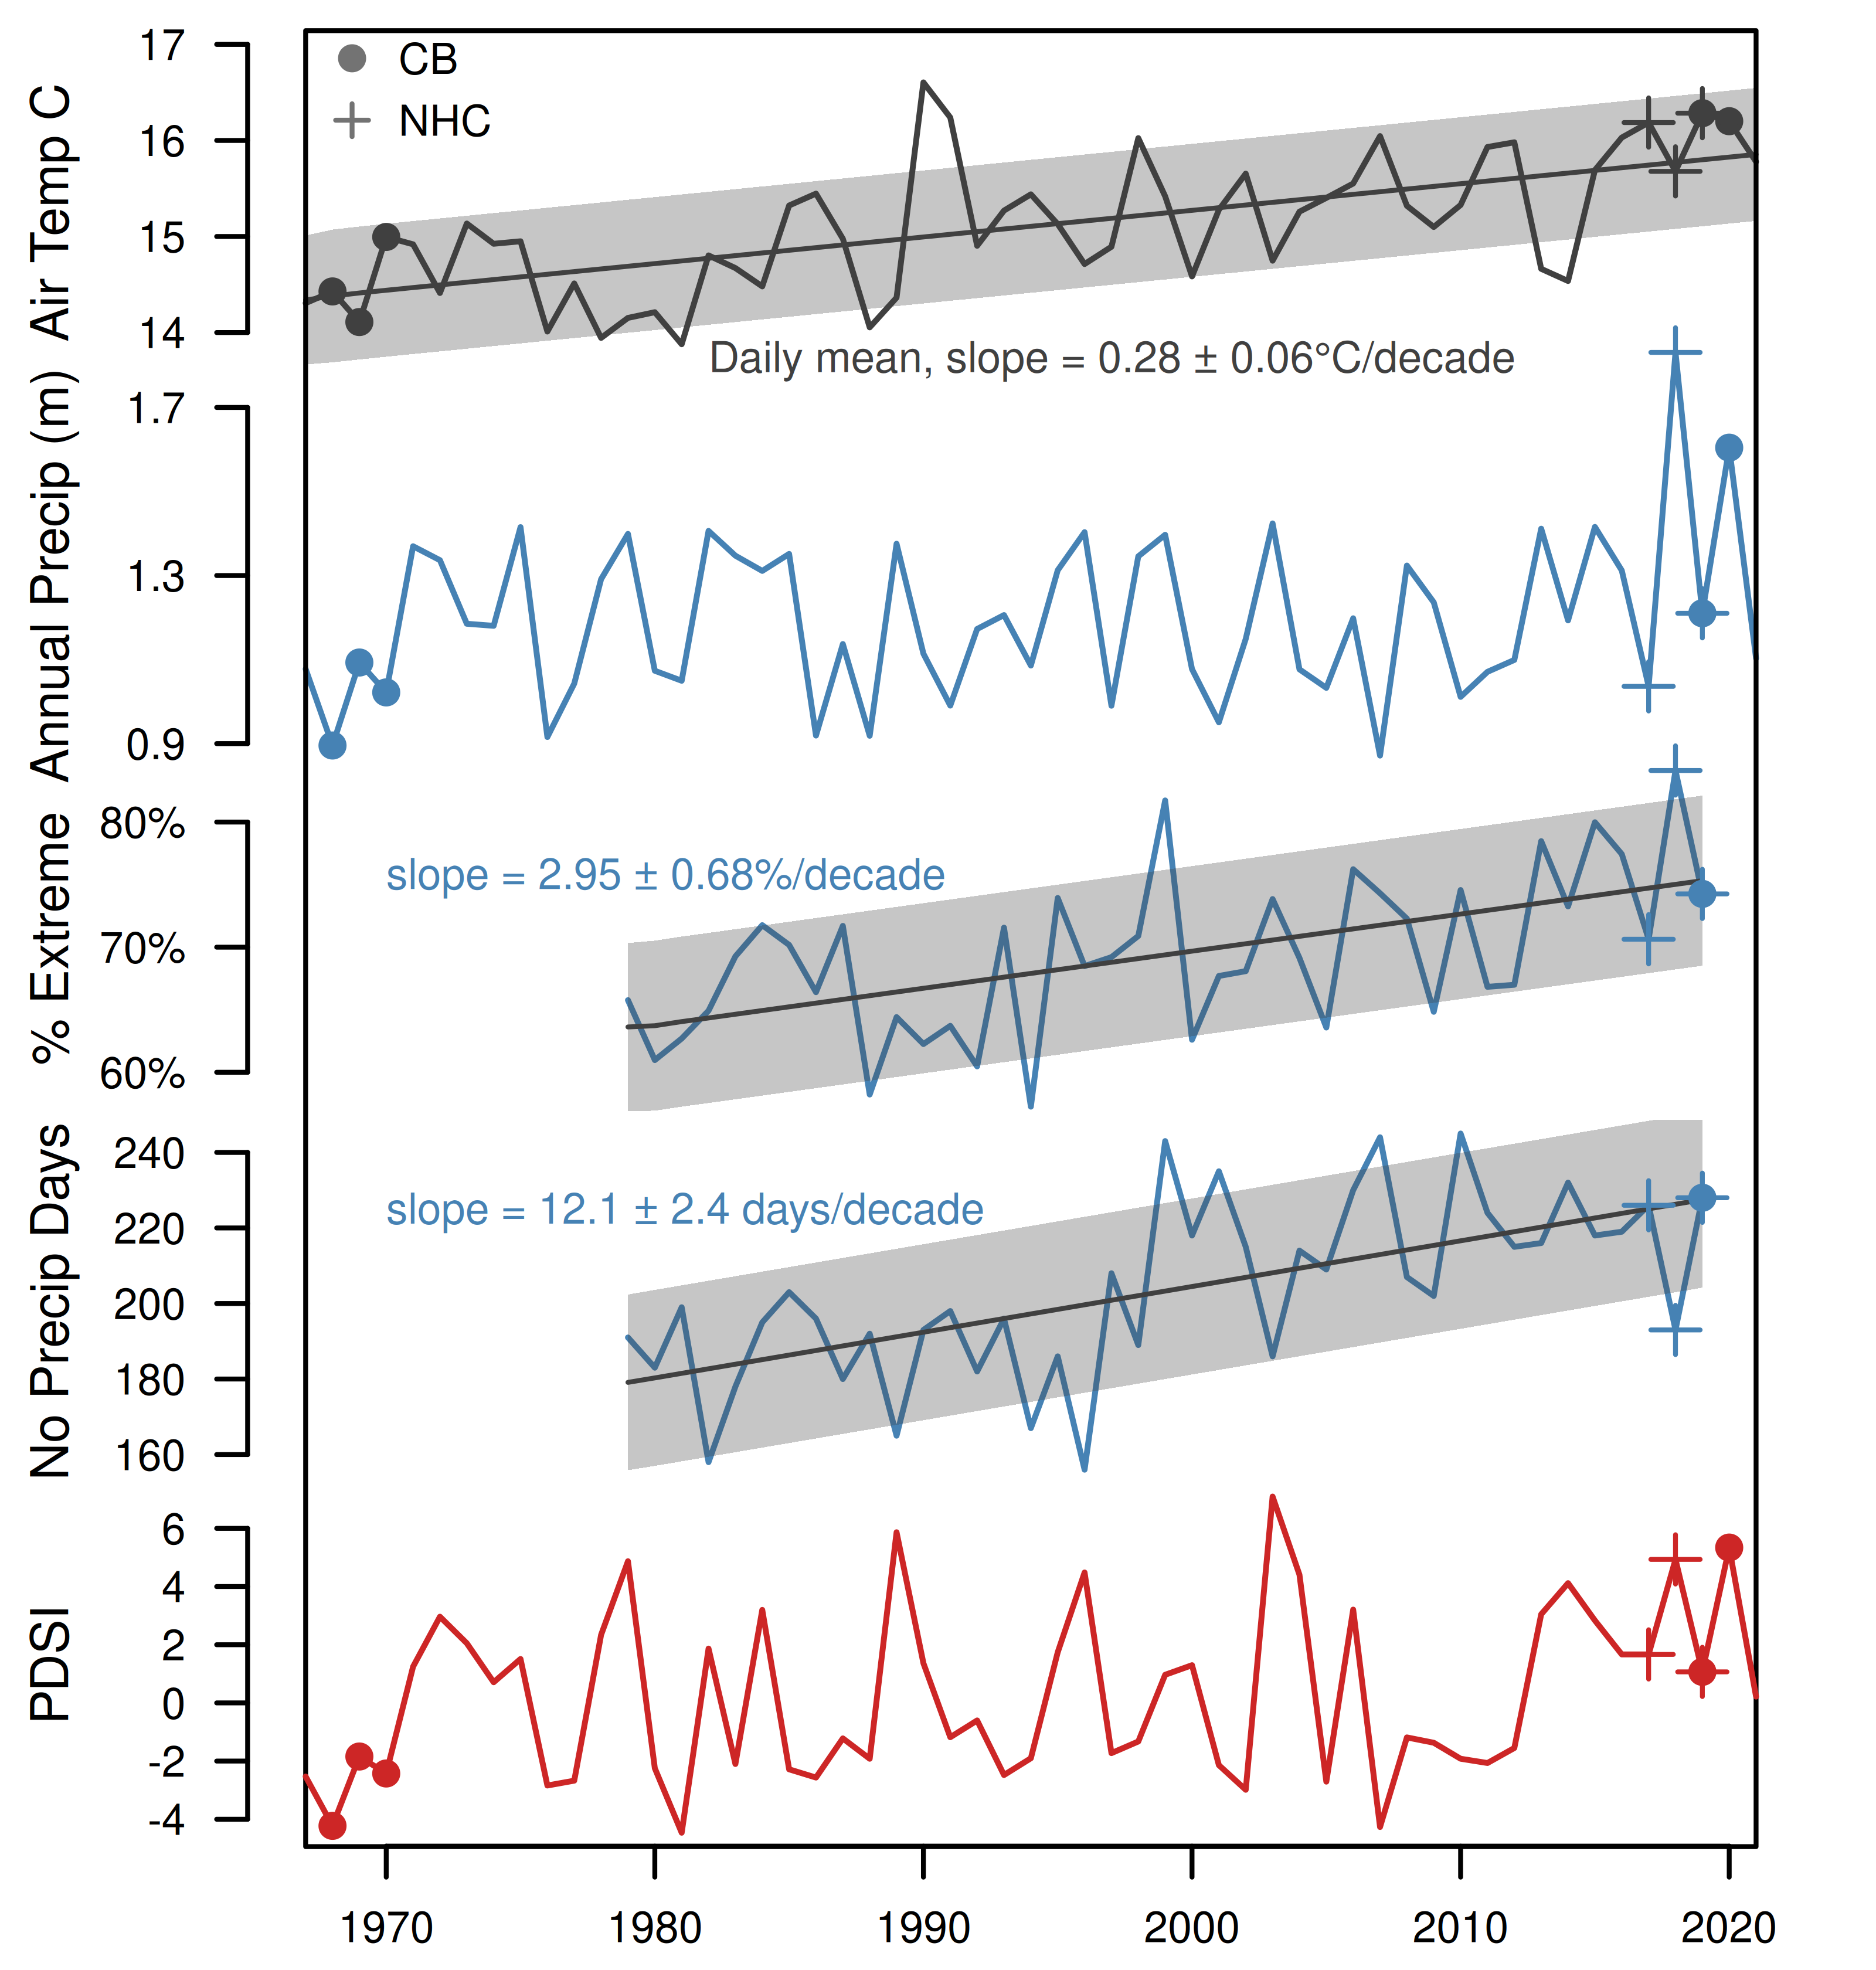 17
16
15
14
Air Temp C
CB
NHC
Daily mean, slope = 0.28 ± 0.06°C/decade
1.7
1.3
0.9
Annual Precip (m)
80%
70%
60%
% Extreme
slope = 2.95 ± 0.68%/decade
240
220
200
180
160
No Precip Days
slope = 12.1 ± 2.4 days/decade
6
4
2
0
-2
-4
PDSI
1970 1980 1990 2000 2010 2020